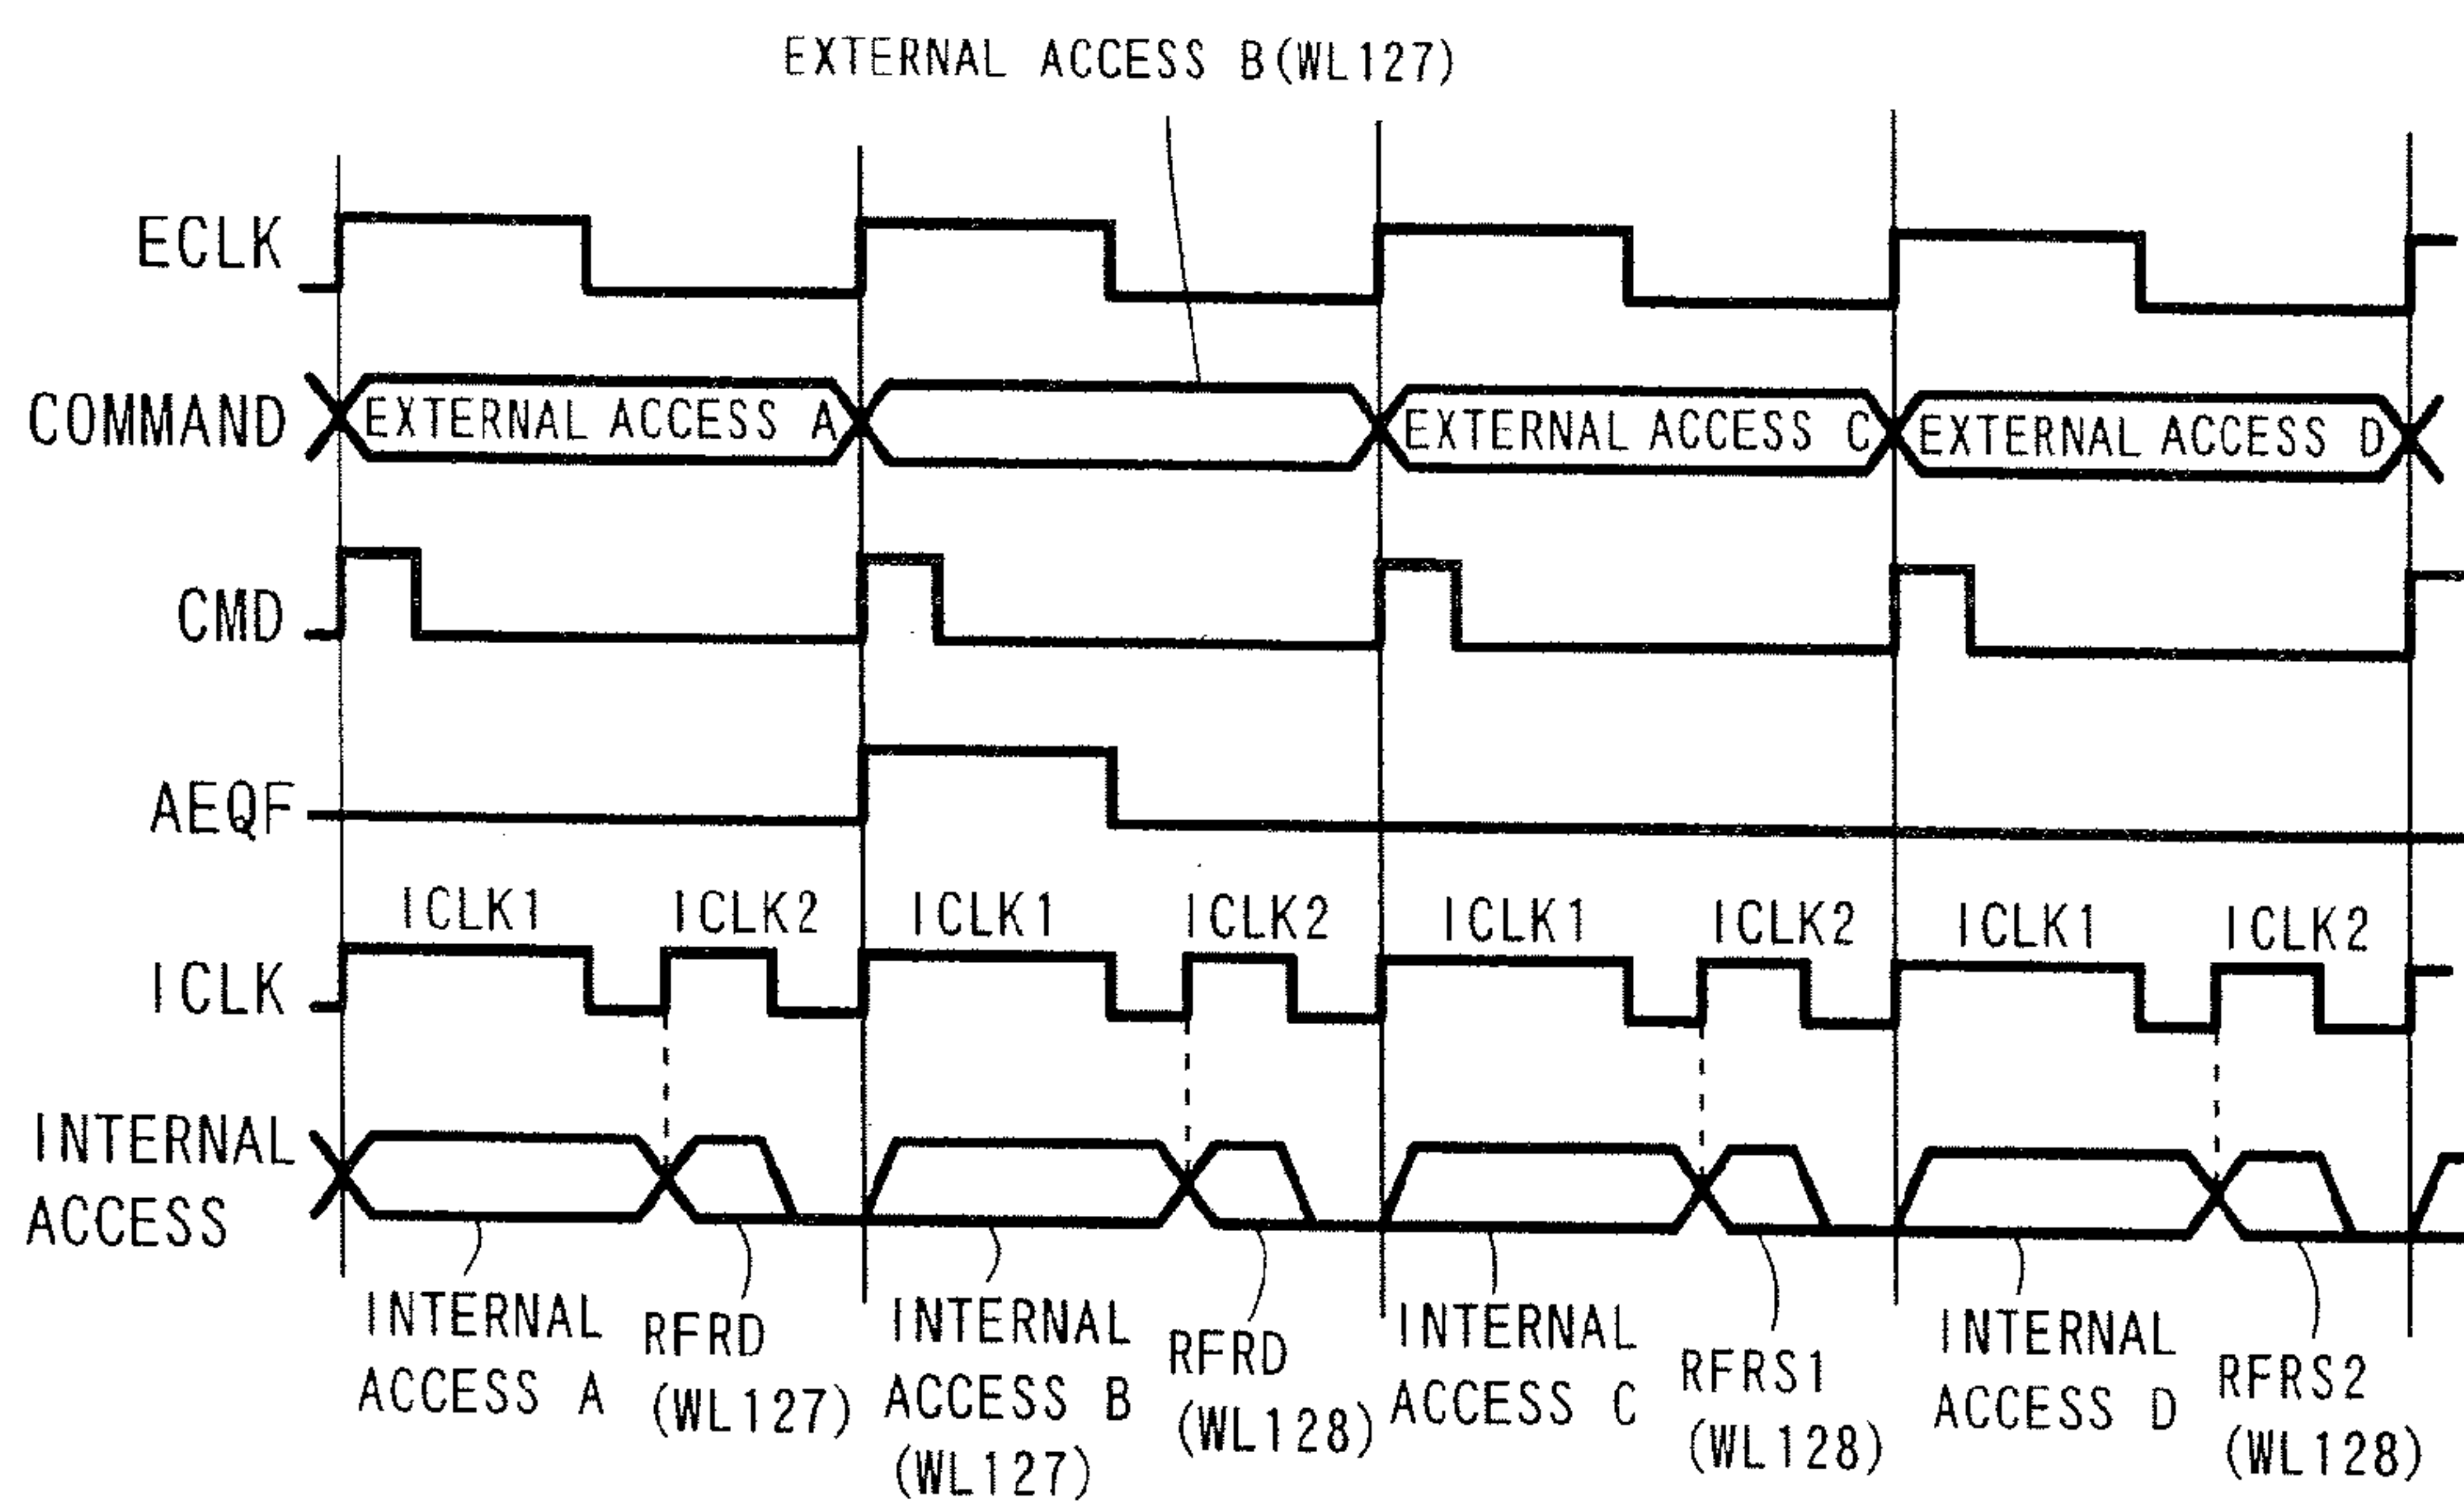 EXTERNAL ACCESS B(WL127)
ECLK
COMMAND
EXTERNAL ACCESS A
EXTERNAL ACCESS C
EXTERNAL ACCESS D
CMD
AEQF
ICLK1
ICLK2
ICLK1
ICLK2
ICLK1
ICLK2
ICLK1
ICLK2
ICLK
INTERNAL
ACCESS
INTERNAL
ACCESS A
RFRD
(WL127)
INTERNAL
ACCESS B
(WL127)
RFRD
(WL128)
INTERNAL
ACCESS C
RFRS1
(WL128)
INTERNAL
ACCESS D
RFRS2
(WL128)